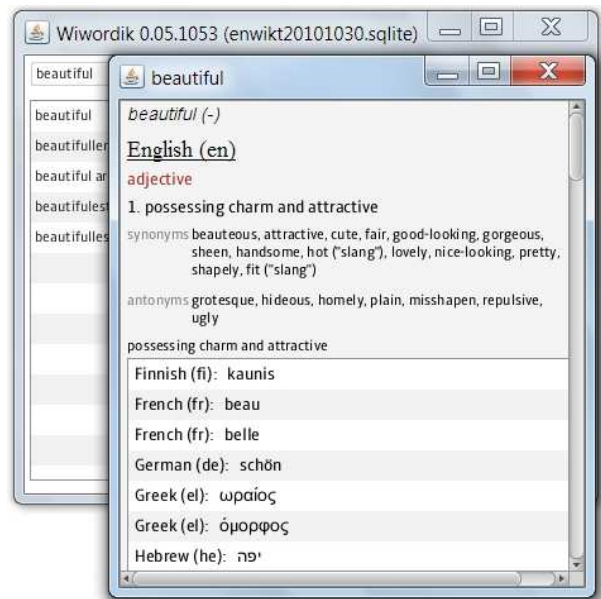 Wiwordik 0.05.1053 (enwikt20101030.sqlite)
beautiful
beautiful
beautifuller
beautiful ar
beautifulest
beautifulles
beautiful
beautiful (-)
English (en)
adjective
1. possessing charm and attractive
synonyms beauteous, attractive, cute, fair, good-looking, gorgeous,
sheen, handsome, hot ("slang"), lovely, nice-looking, pretty,
shapely, fit ("slang")
antonyms grotesque, hideous, homely, plain, misshapen, repulsive,
ugly
possessing charm and attractive
Finnish (fi): kaunis
French (fr): beau
French (fr): belle
German (de): schön
Greek (el): ωραίος
Greek (el): όμορφος
Hebrew (he): יפה